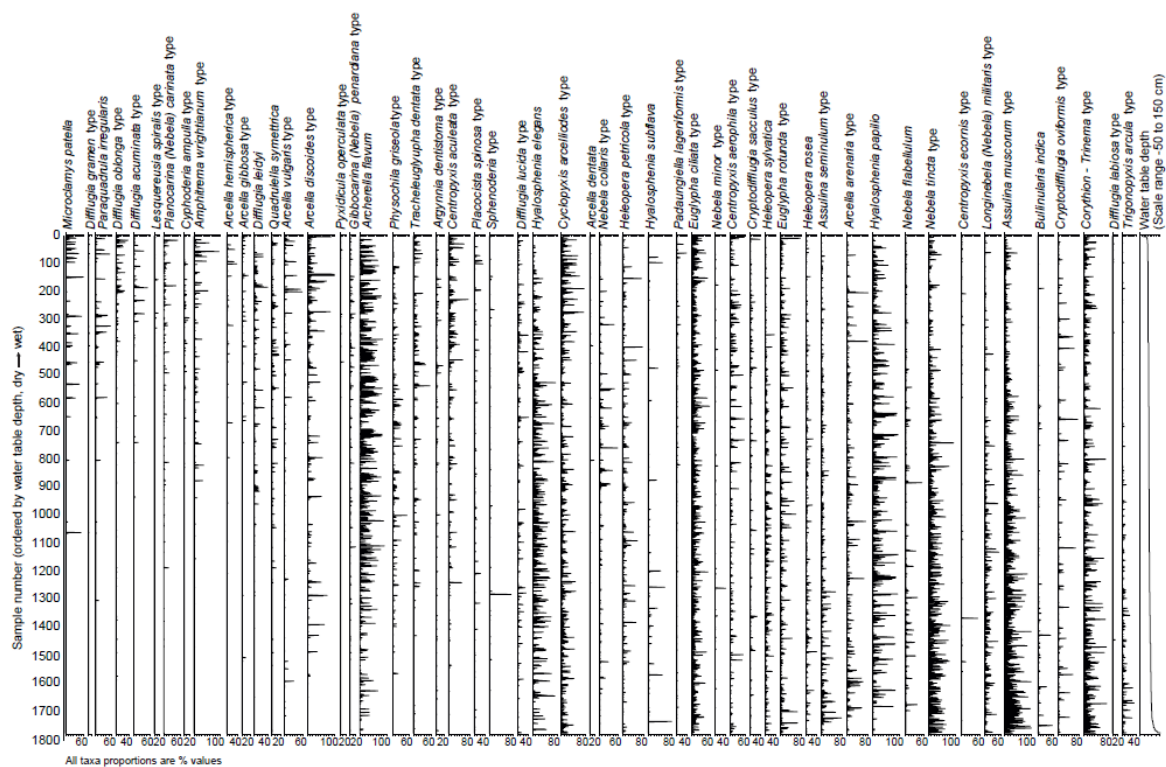 Microclamys patella
Difflugia gramen type
Paraquadrula irregularis
Difflugia oblonga type
Difflugia acuminata type
Lesquereusia spiralis type
Planocarina (Nebela) carinata type
Cyphoderia ampulla type
Amphitrema wrightianum type
Arcella hemispherica type
Arcella gibbosa type
Difflugia leidyi
Quadrulella symettrica
Arcella vulgaris type
Arcella discoides type
Pyxidicula operculata type
Gibbocarina (Nebela) penardiana type
Archerella flavum
Physochila griseola type
Tracheleuglypha dentata type
Argynnia dentistoma type
Centropyxis aculeata type
Placocista spinosa type
Sphenoderia type
Difflugia lucida type
Hyalosphenia elegans
Cyclopyxis arcelliodes type
Arcella dentata
Nebela collaris type
Heleopera petricola type
Hyalosphenia subflava
Padaungiella lageniformis type
Euglypha ciliata type
Nebela minor type
Centropyxis aerophila type
Cryptodifflugia sacculus type
Heleopera sylvatica
Euglypha rotunda type
Heleopera rosea
Assulina seminulum type
Arcella arenaria type
Hyalosphenia papilio
Nebela flabellulum
Nebela tincta type
Centropyxis ecornis type
Longinebela (Nebela) militaris type
Assulina muscorum type
Bullinularia indica
Cryptodifflugia oviformis type
Corythion - Trinema type
Difflugia labiosa type
Trigonopyxis arcula type
Water table depth
(Scale range -50 to 150 cm)
Sample number (ordered by water table depth, dry — wet)
0
100
200
300
400
500
600
700
800
900
1000
1100
1200
1300
1400
1500
1600
1700
1800
All taxa proportions are % values